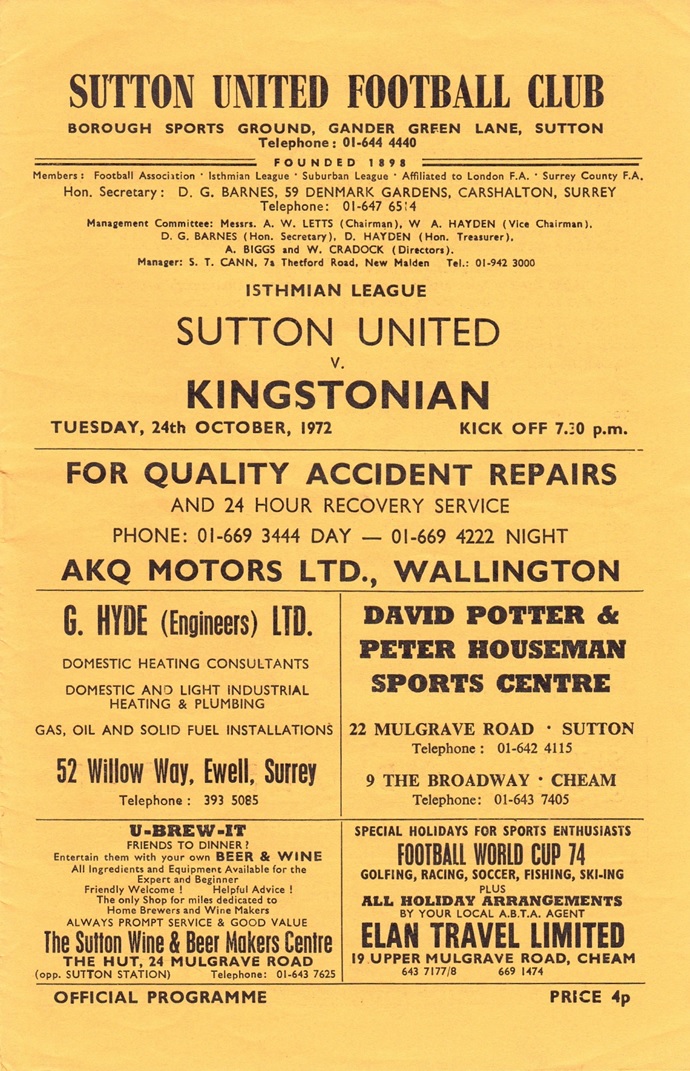 SUTTON UNITED FOOTBALL CLUB
BOROUGH SPORTS GROUND, GANDER GREEN LANE, SUTTON
Telephone: 01-644 4440
FOUNDED 1898
Members: Football Association · Isthmian League · Suburban League · Affiliated to London F.A. · Surrey County F.A.
Hon. Secretary: D. G. BARNES, 59 DENMARK GARDENS, CARSHALTON, SURREY
Telephone: 01-647 6514
Management Committee: Messrs. A. W. LETTS (Chairman), W A. HAYDEN (Vice Chairman),
D. G. BARNES (Hon. Secretary), D. HAYDEN (Hon. Treasurer),
A. BIGGS and W. CRADOCK (Directors).
Manager: S. T. CANN, 7a Thetford Road, New Malden Tel.: 01-942 3000
ISTHMIAN LEAGUE
SUTTON UNITED
v.
KINGSTONIAN
TUESDAY, 24th OCTOBER, 1972 KICK OFF 7.30 p.m.
FOR QUALITY ACCIDENT REPAIRS
AND 24 HOUR RECOVERY SERVICE
PHONE: 01-669 3444 DAY — 01-669 4222 NIGHT
AKQ MOTORS LTD., WALLINGTON
G. HYDE (Engineers) LTD.
DOMESTIC HEATING CONSULTANTS
DOMESTIC AND LIGHT INDUSTRIAL
HEATING & PLUMBING
GAS, OIL AND SOLID FUEL INSTALLATIONS
52 Willow Way, Ewell, Surrey
Telephone: 393 5085
DAVID POTTER &
PETER HOUSEMAN
SPORTS CENTRE
22 MULGRAVE ROAD · SUTTON
Telephone: 01-642 4115
9 THE BROADWAY · CHEAM
Telephone: 01-643 7405
U-BREW-IT
FRIENDS TO DINNER?
Entertain them with your own BEER & WINE
All Ingredients and Equipment Available for the
Expert and Beginner
Friendly Welcome! Helpful Advice!
The only Shop for miles dedicated to
Home Brewers and Wine Makers
ALWAYS PROMPT SERVICE & GOOD VALUE
The Sutton Wine & Beer Makers Centre
THE HUT, 24 MULGRAVE ROAD
(opp. SUTTON STATION) Telephone: 01-643 7625
SPECIAL HOLIDAYS FOR SPORTS ENTHUSIASTS
FOOTBALL WORLD CUP 74
GOLFING, RACING, SOCCER, FISHING, SKI-ING
PLUS
ALL HOLIDAY ARRANGEMENTS
BY YOUR LOCAL A.B.T.A. AGENT
ELAN TRAVEL LIMITED
19 UPPER MULGRAVE ROAD, CHEAM
643 7177/8 669 1474
OFFICIAL PROGRAMME PRICE 4p